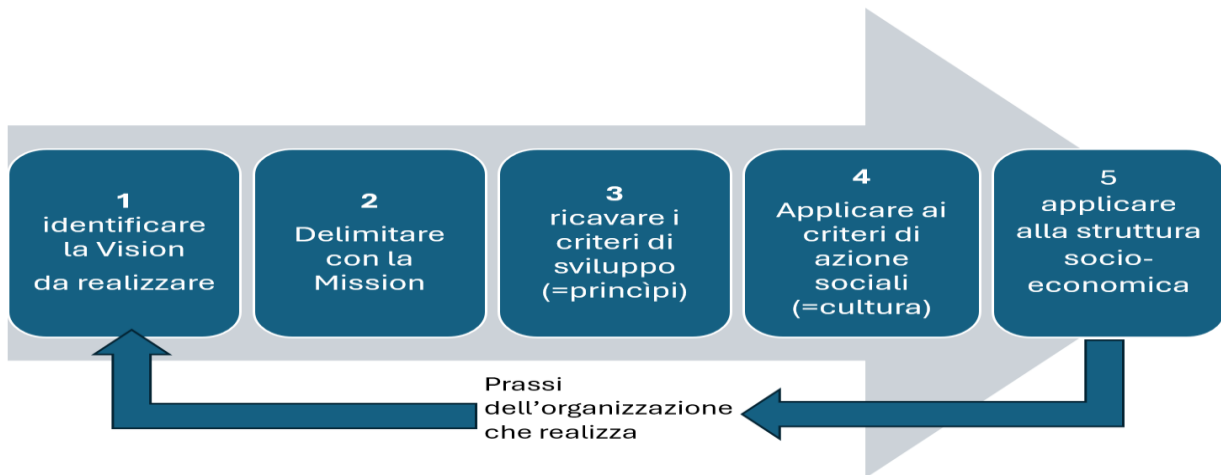 1
identificare
la Vision
da realizzare
2
Delimitare
con la
Mission
3
ricavare i
criteri di
sviluppo
(=princìpi)
4
Applicare ai
criteri di
azione
sociali
(=cultura)
5
applicare
alla struttura
socio-
economica
Prassi
dell’organizzazione
che realizza